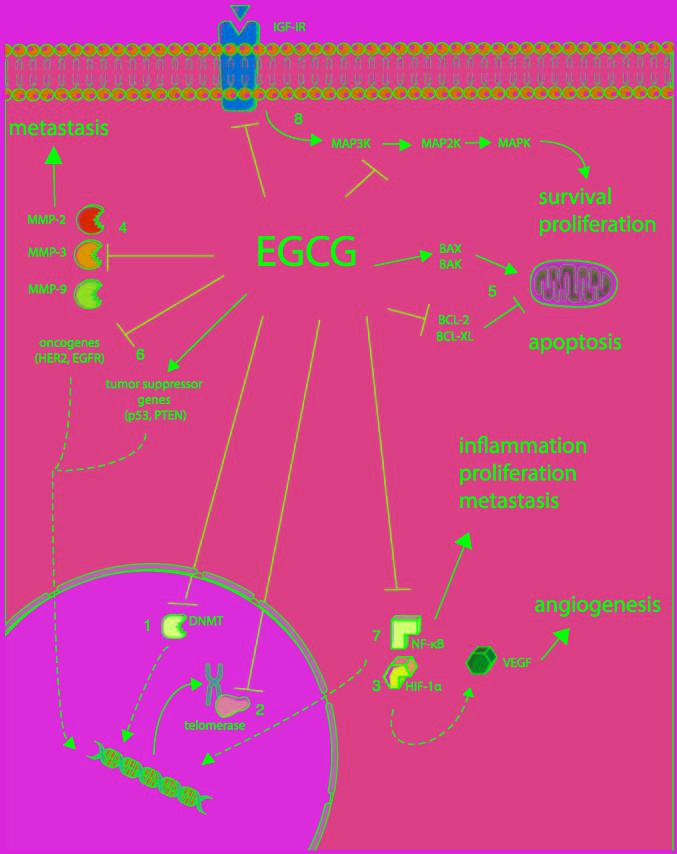 IGF-IR
8
metastasis
MAP3K
MAP2K
MAPK
survival
proliferation
MMP-2
4
MMP-3
MMP-9
EGCG
BAX
BAK
5
BCL-2
BCL-XL
apoptosis
oncogenes
(HER2, EGFR)
6
tumor suppressor
genes
(p53, PTEN)
inflammation
proliferation
metastasis
angiogenesis
1
DNMT
7
NF-κB
VEGF
3
HIF-1α
2
telomerase